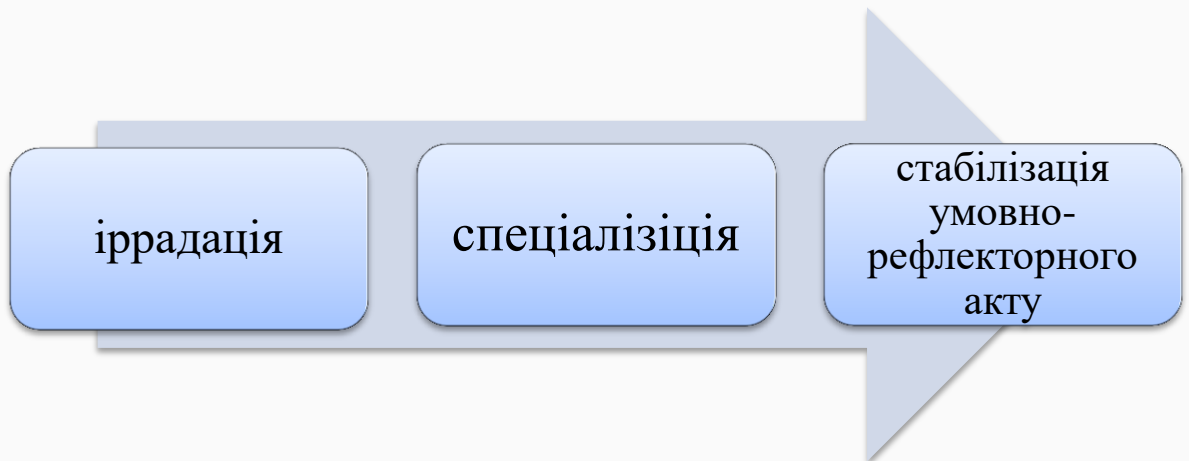 іррадація
спеціалізіція
стабілізація
умовно-
рефлекторного
акту